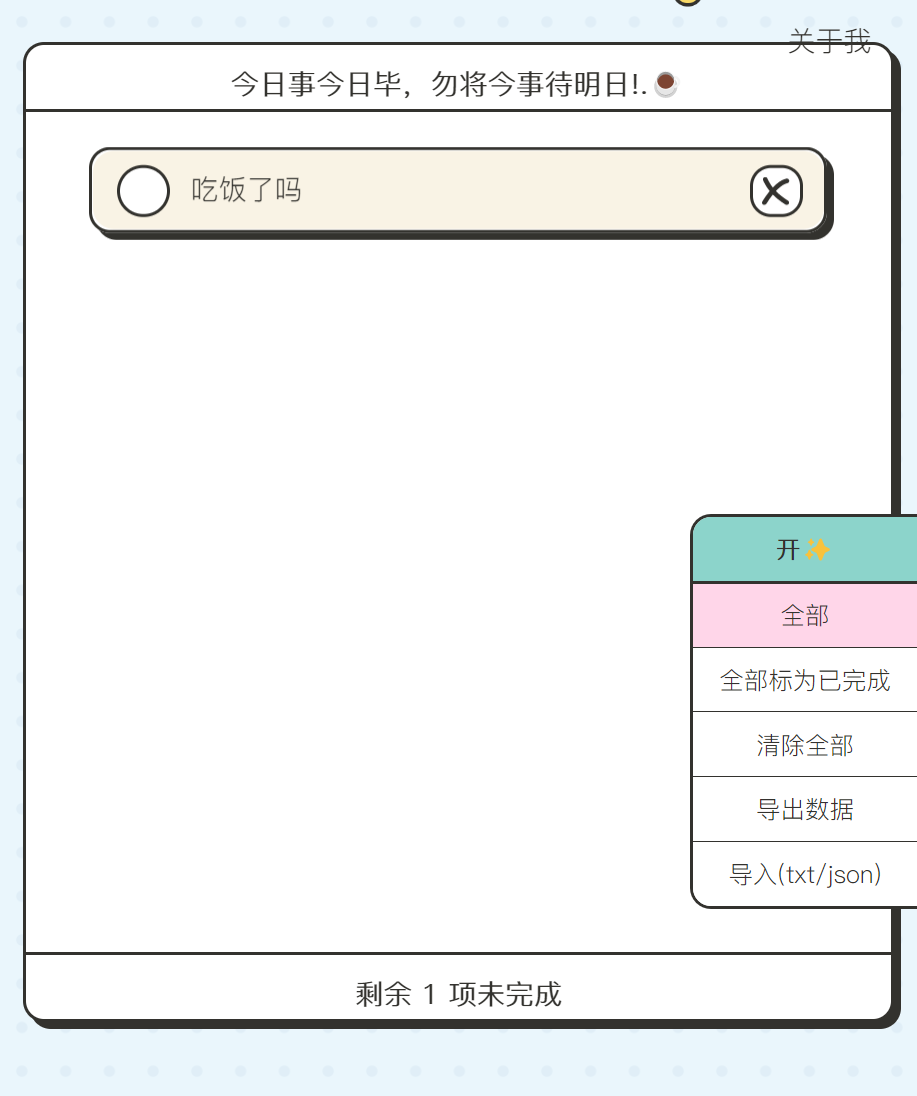 关于我
今日事今日毕，勿将今事待明日!.☕
吃饭了吗
开✨
全部
全部标为已完成
清除全部
导出数据
导入(txt/json)
剩余 1 项未完成